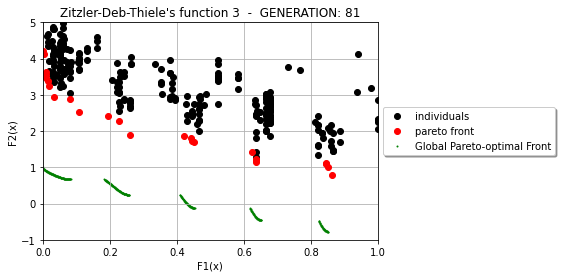 Zitzler-Deb-Thiele's function 3 - GENERATION: 81
F2(x)
5
4
3
2
1
0
−1
0.0 0.2 0.4 0.6 0.8 1.0
F1(x)
individuals
pareto front
Global Pareto-optimal Front